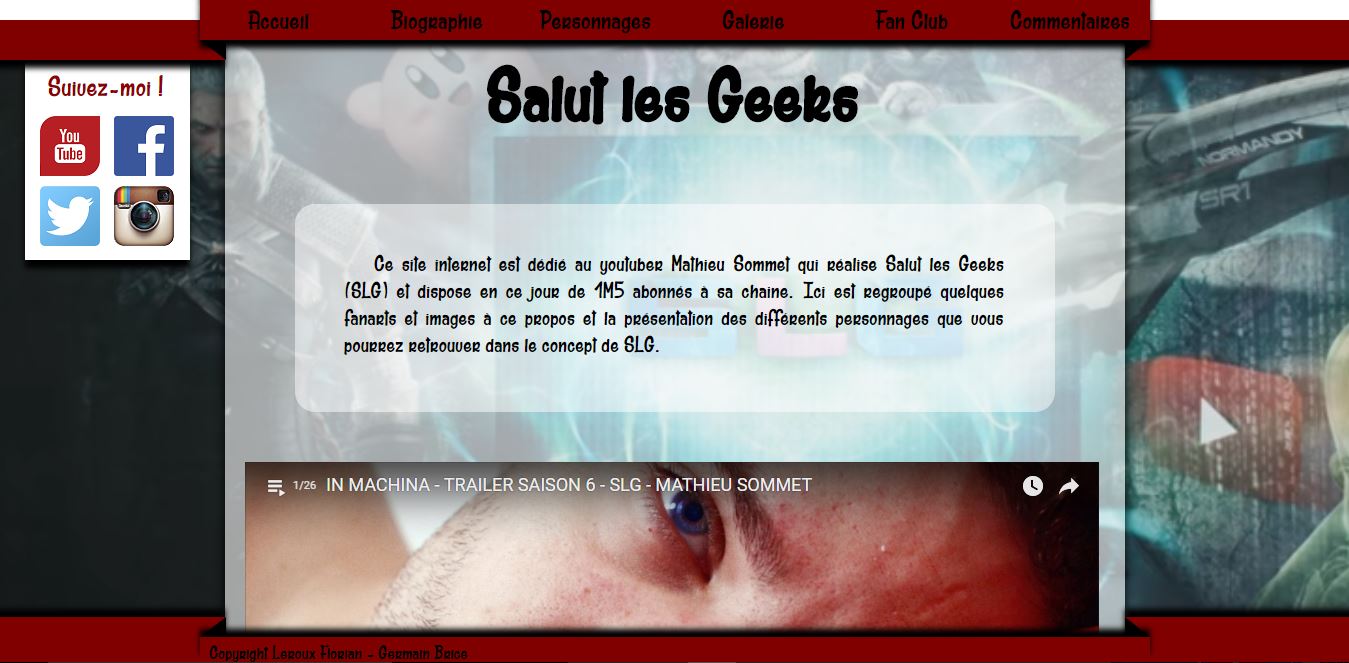 Accueil Biographie Personnages Galerie Fan Club Commentaires
Suivez-moi !
You
Tube
Salut les Geeks
NORMANDY
SR1
Ce site internet est dédié au youtuber Mathieu Sommet qui réalise Salut les Geeks
(SLG) et dispose en ce jour de 1M5 abonnés à sa chaine. Ici est regroupé quelques
fanarts et images à ce propos et la présentation des différents personnages que vous
pourrez retrouver dans le concept de SLG.
SLG
1/26 IN MACHINA - TRAILER SAISON 6 - SLG - MATHIEU SOMMET
Copyright Leroux Florian - Germain Brice